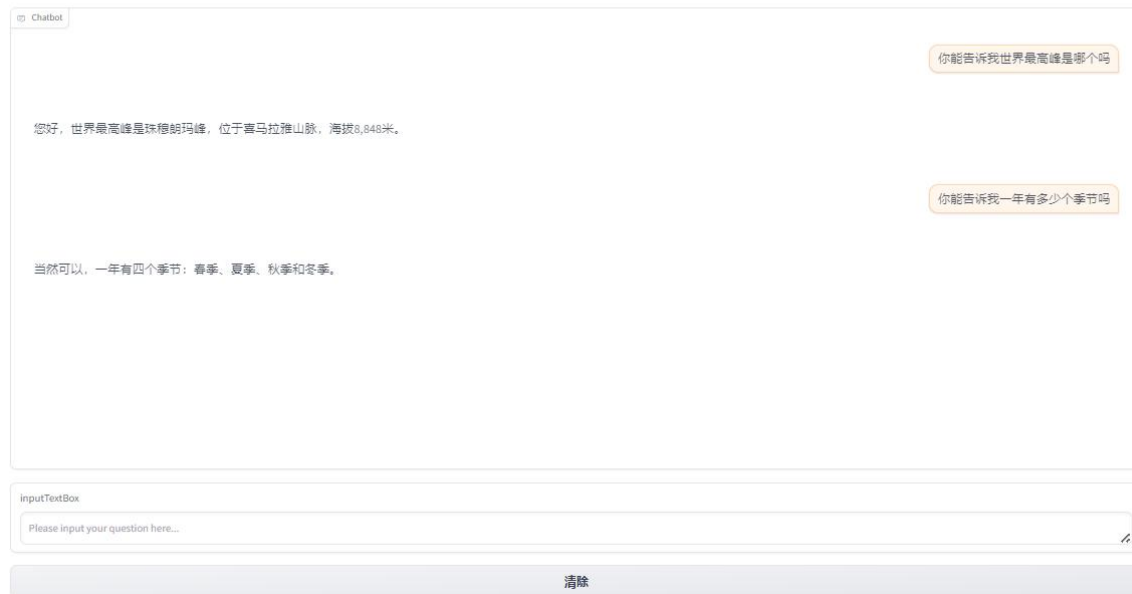 Chatbot
你能告诉我世界最高峰是哪个吗
您好，世界最高峰是珠穆朗玛峰，位于喜马拉雅山脉，海拔8,848米。
你能告诉我一年有多少个季节吗
当然可以，一年有四个季节：春季、夏季、秋季和冬季。
inputTextBox
Please input your question here...
清除